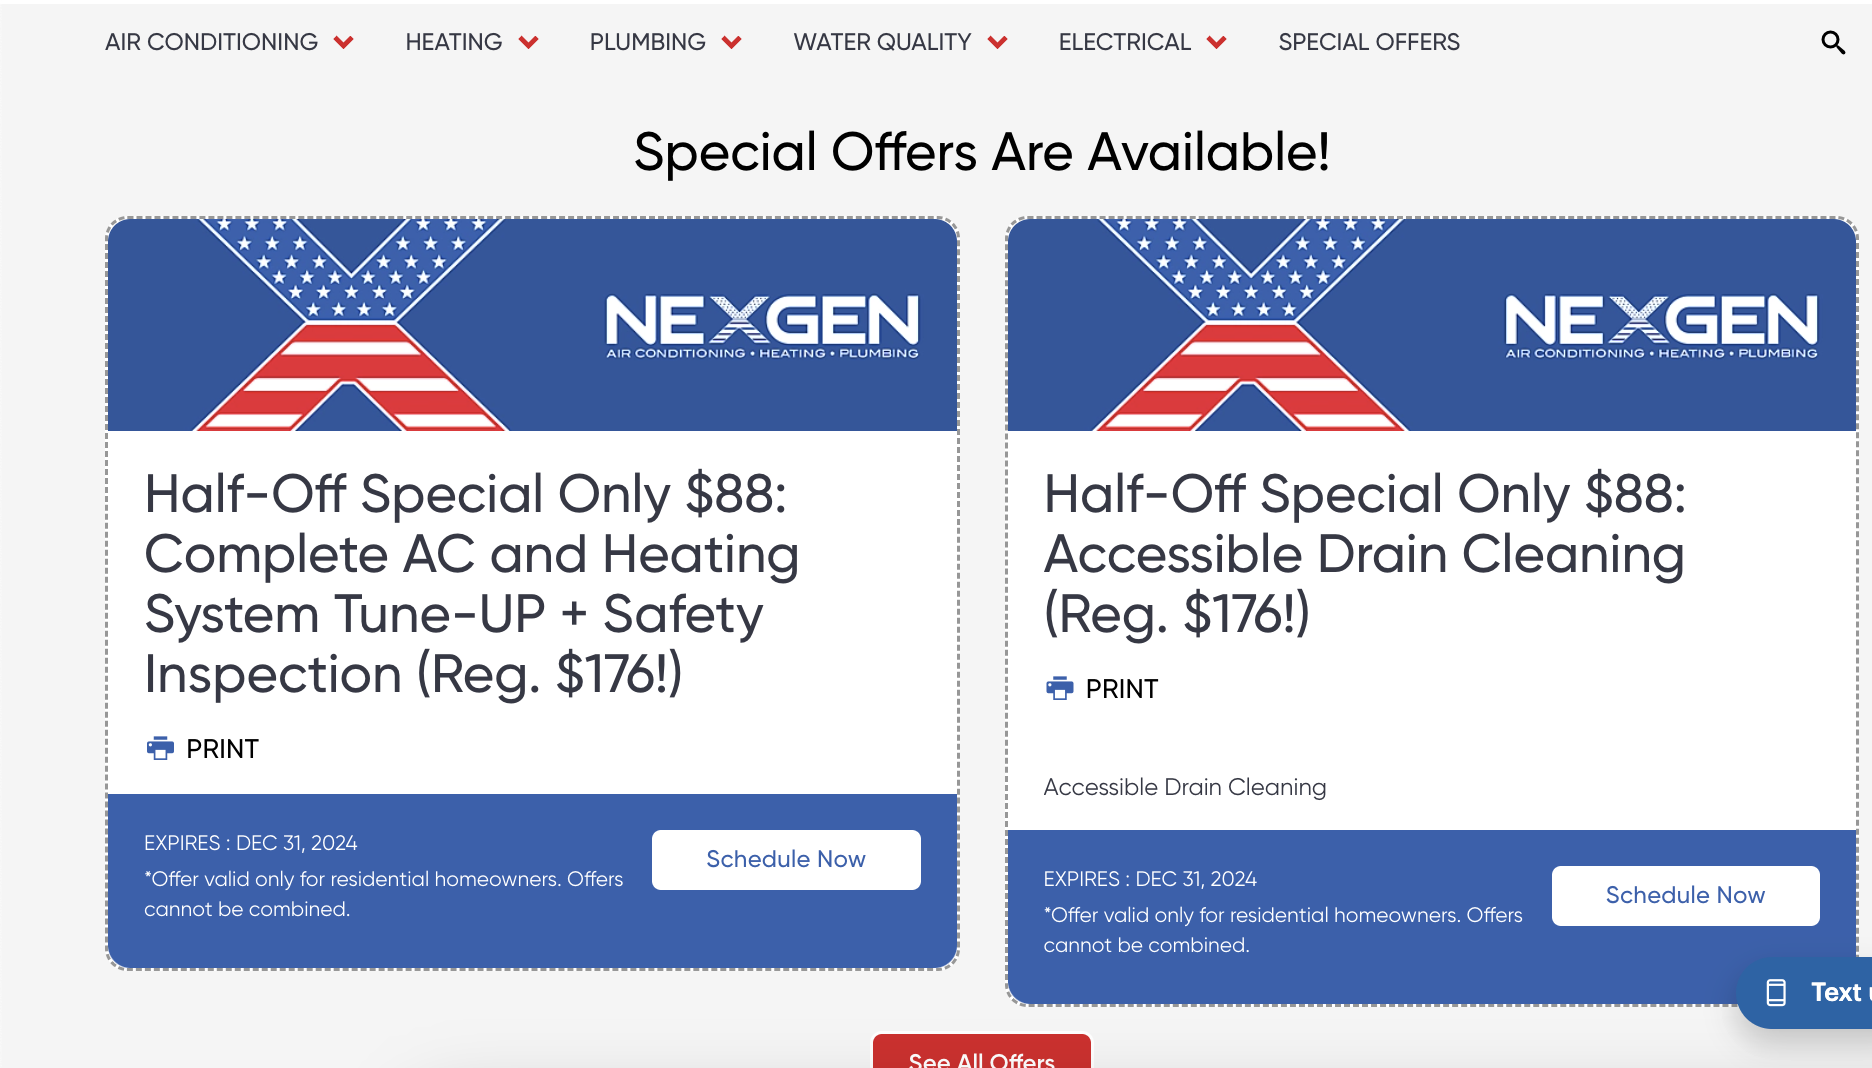 AIR CONDITIONING HEATING PLUMBING WATER QUALITY ELECTRICAL SPECIAL OFFERS
Special Offers Are Available!
NEXGEN
AIR CONDITIONING • HEATING • PLUMBING
Half-Off Special Only $88:
Complete AC and Heating
System Tune-UP + Safety
Inspection (Reg. $176!)
PRINT
EXPIRES : DEC 31, 2024
*Offer valid only for residential homeowners. Offers
cannot be combined.
Schedule Now
NEXGEN
AIR CONDITIONING • HEATING • PLUMBING
Half-Off Special Only $88:
Accessible Drain Cleaning
(Reg. $176!)
PRINT
Accessible Drain Cleaning
EXPIRES : DEC 31, 2024
*Offer valid only for residential homeowners. Offers
cannot be combined.
Schedule Now
Text
See All Offers